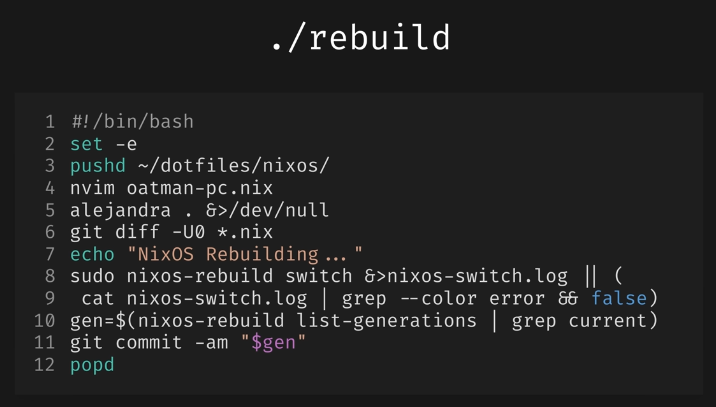 ./rebuild
1 #!/bin/bash
2 set -e
3 pushd ~/dotfiles/nixos/
4 nvim oatman-pc.nix
5 alejandra . &>/dev/null
6 git diff -U0 *.nix
7 echo "NixOS Rebuilding..."
8 sudo nixos-rebuild switch &>nixos-switch.log || (
9  cat nixos-switch.log | grep --color error && false)
10 gen=$(nixos-rebuild list-generations | grep current)
11 git commit -am "$gen"
12 popd